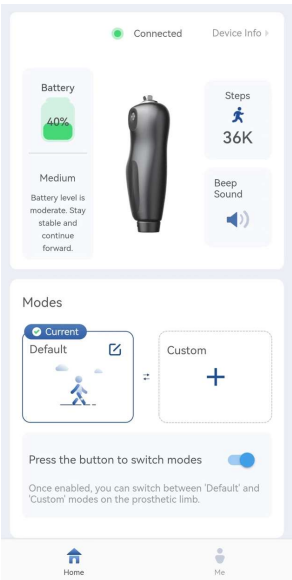 Connected
Device Info
Battery
40%
Medium
Battery level is
moderate. Stay
stable and
continue
forward.
Steps
36K
Beep
Sound
Modes
Current
Default
Custom
Press the button to switch modes
Once enabled, you can switch between 'Default' and
'Custom' modes on the prosthetic limb.
Home
Me